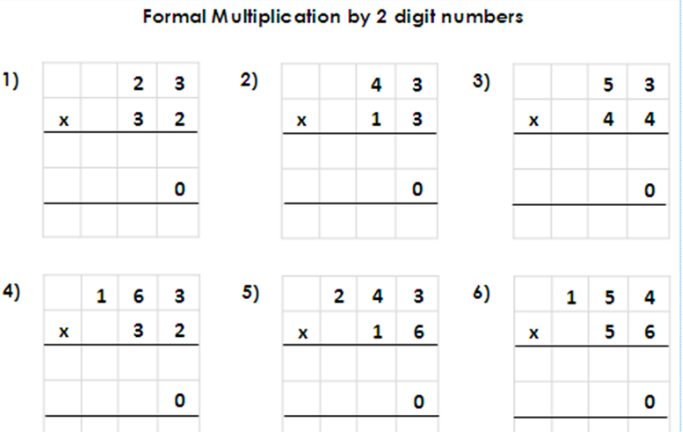 Formal Multiplication by 2 digit numbers
1) 2 3 2) 4 3 3) 5 3
x 3 2 x 1 3 x 4 4
0 0 0
4) 1 6 3 5) 2 4 3 6) 1 5 4
x 3 2 x 1 6 x 5 6
0 0 0